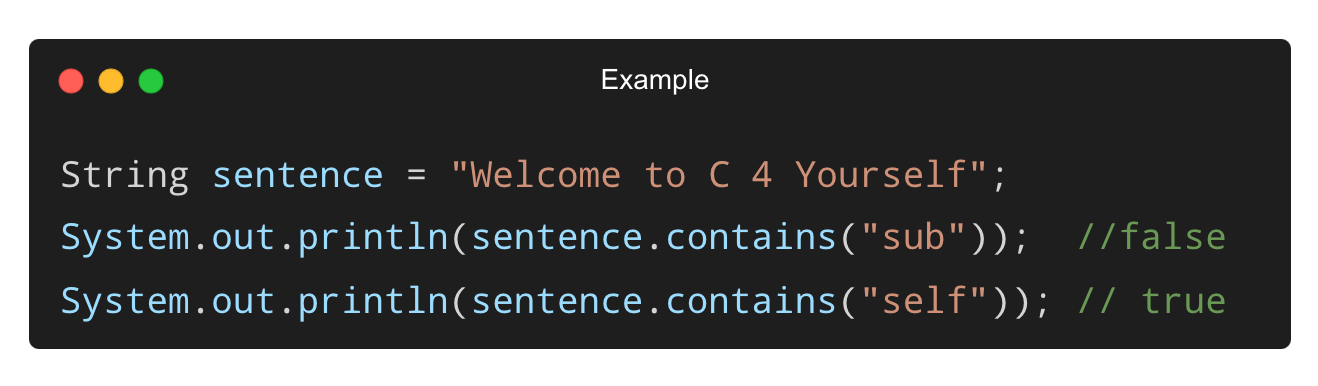 Example
String sentence = "Welcome to C 4 Yourself";
System.out.println(sentence.contains("sub"));  //false
System.out.println(sentence.contains("self")); // true